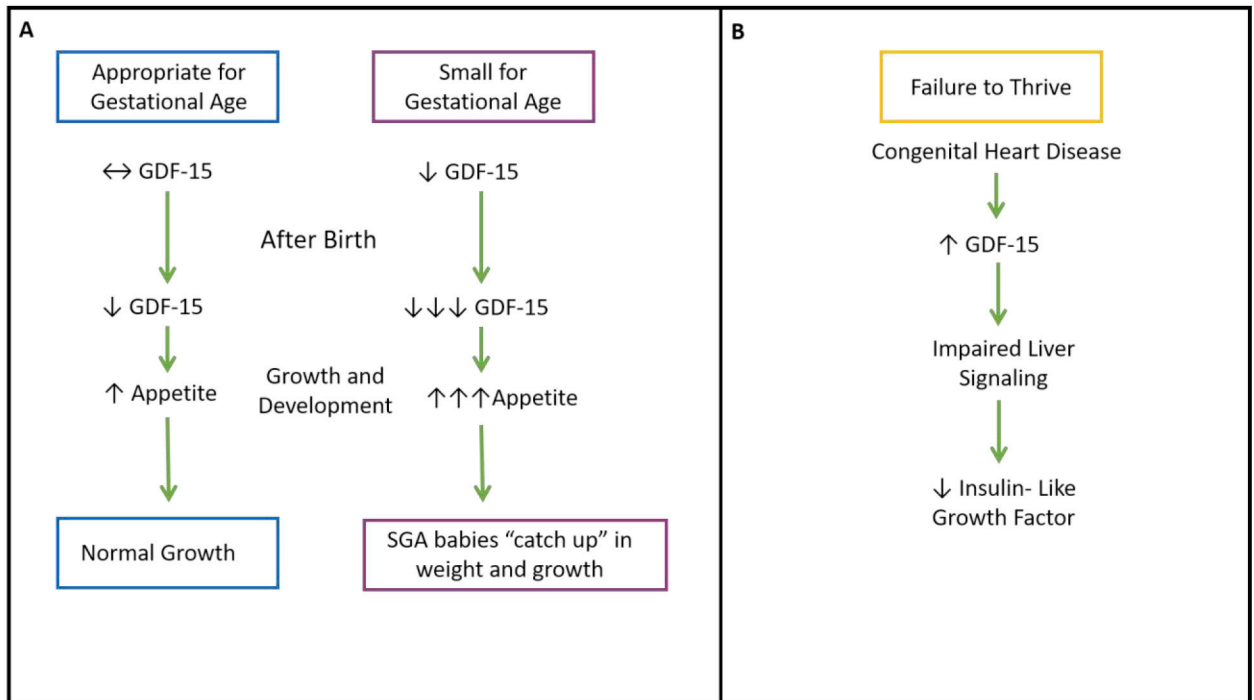 A
Appropriate for
Gestational Age
↔ GDF-15
↓ GDF-15
↑ Appetite
Normal Growth
After Birth
Growth and
Development
Small for
Gestational Age
↓ GDF-15
↓↓↓ GDF-15
↑↑↑Appetite
SGA babies “catch up” in
weight and growth
B
Failure to Thrive
Congenital Heart Disease
↑ GDF-15
Impaired Liver
Signaling
↓ Insulin- Like
Growth Factor